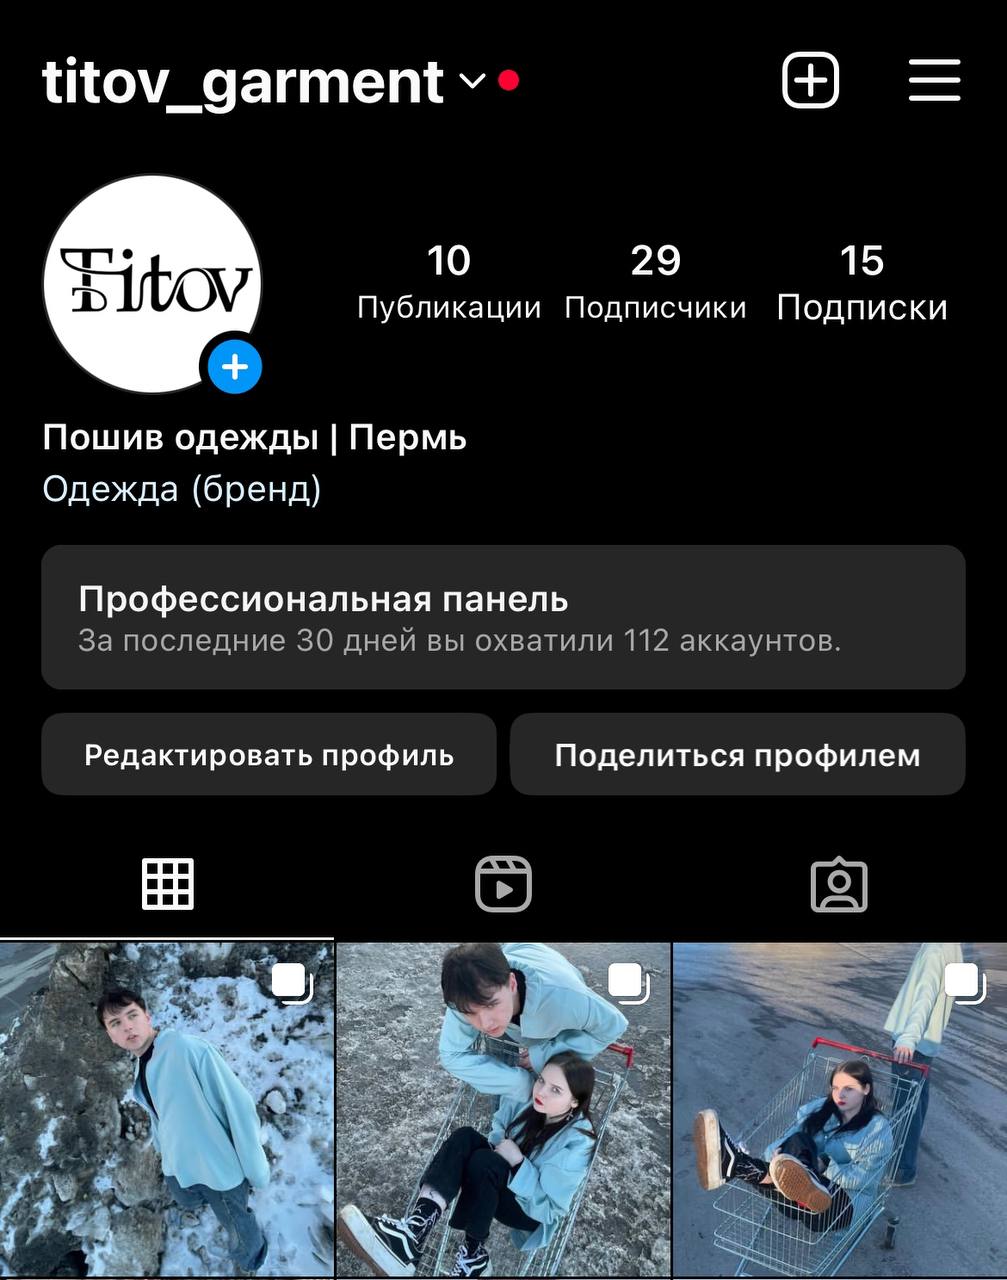 titov_garment
Titov
10 29 15
Публикации Подписчики Подписки
Пошив одежды | Пермь
Одежда (бренд)
Профессиональная панель
За последние 30 дней вы охватили 112 аккаунтов.
Редактировать профиль Поделиться профилем